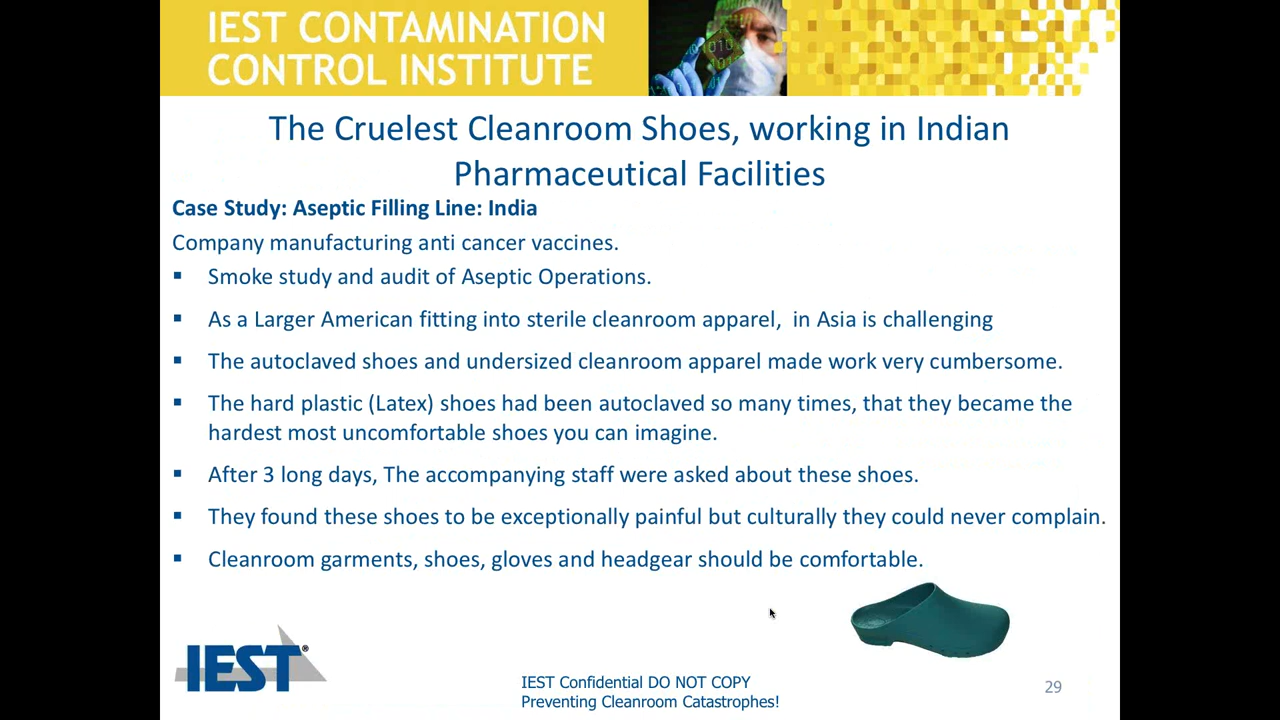 IEST CONTAMINATION
CONTROL INSTITUTE
The Cruelest Cleanroom Shoes, working in Indian
Pharmaceutical Facilities
Case Study: Aseptic Filling Line: India
Company manufacturing anti cancer vaccines.
▪ Smoke study and audit of Aseptic Operations.
▪ As a Larger American fitting into sterile cleanroom apparel, in Asia is challenging
▪ The autoclaved shoes and undersized cleanroom apparel made work very cumbersome.
▪ The hard plastic (Latex) shoes had been autoclaved so many times, that they became the
hardest most uncomfortable shoes you can imagine.
▪ After 3 long days, The accompanying staff were asked about these shoes.
▪ They found these shoes to be exceptionally painful but culturally they could never complain.
▪ Cleanroom garments, shoes, gloves and headgear should be comfortable.
IEST®
IEST Confidential DO NOT COPY
Preventing Cleanroom Catastrophes!
29